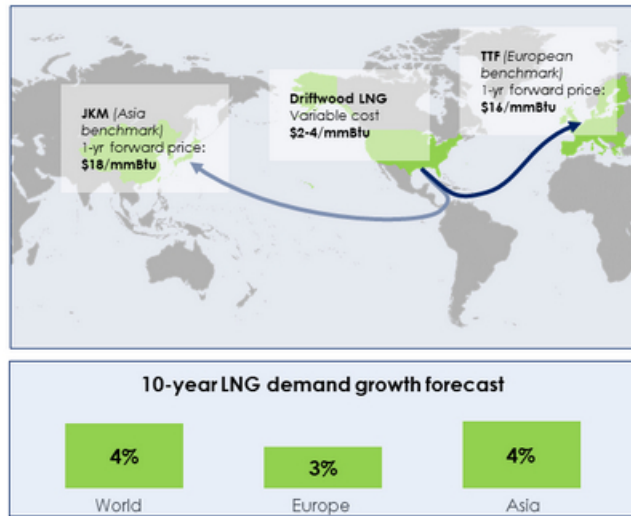 JKM (Asia
benchmark)
1-yr forward price:
$18/mmBtu
Driftwood LNG
Variable cost
$2-4/mmBtu
TTF (European
benchmark)
1-yr forward price:
$16/mmBtu
10-year LNG demand growth forecast
4%
3%
4%
World
Europe
Asia